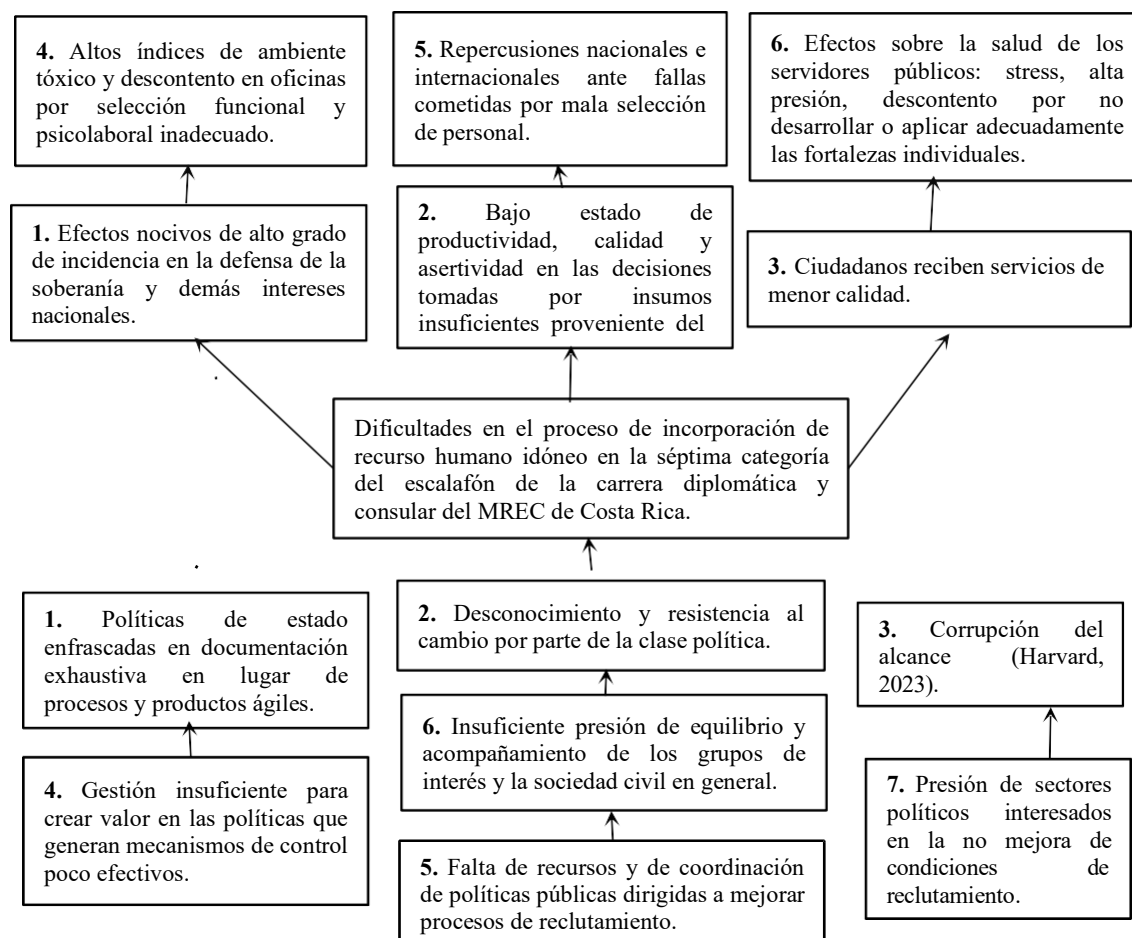 4. Altos índices de ambiente
tóxico y descontento en oficinas
por selección funcional y
psicolaboral inadecuado.
5. Repercusiones nacionales e
internacionales ante fallas
cometidas por mala selección
de personal.
6. Efectos sobre la salud de los
servidores públicos: stress, alta
presión, descontento por no
desarrollar o aplicar adecuadamente
las fortalezas individuales.
1. Efectos nocivos de alto grado
de incidencia en la defensa de la
soberanía y demás intereses
nacionales.
2. Bajo estado de
productividad, calidad y
asertividad en las decisiones
tomadas por insumos
insuficientes proveniente del
3. Ciudadanos reciben servicios de
menor calidad.
Dificultades en el proceso de incorporación de
recurso humano idóneo en la séptima categoría
del escalafón de la carrera diplomática y
consular del MREC de Costa Rica.
1. Políticas de estado
enfrascadas en documentación
exhaustiva en lugar de
procesos y productos ágiles.
2. Desconocimiento y resistencia al
cambio por parte de la clase política.
3. Corrupción del
alcance (Harvard,
2023).
4. Gestión insuficiente para
crear valor en las políticas que
generan mecanismos de control
poco efectivos.
6. Insuficiente presión de equilibrio y
acompañamiento de los grupos de
interés y la sociedad civil en general.
7. Presión de sectores
políticos interesados
en la no mejora de
condiciones de
reclutamiento.
5. Falta de recursos y de coordinación
de políticas públicas dirigidas a mejorar
procesos de reclutamiento.